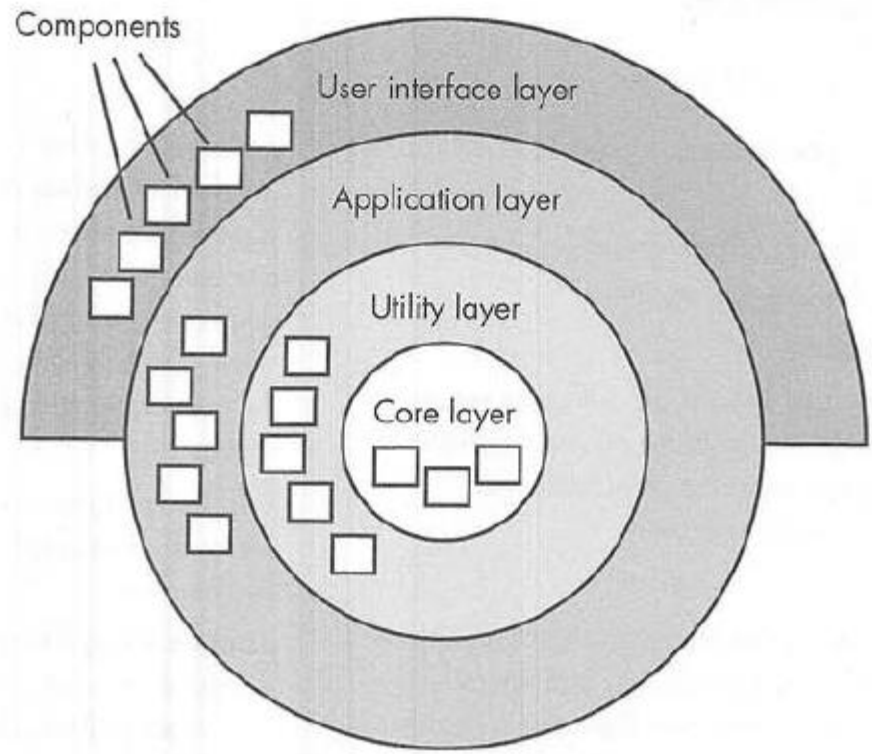 Components
User interface layer
Application layer
Utility layer
Core layer